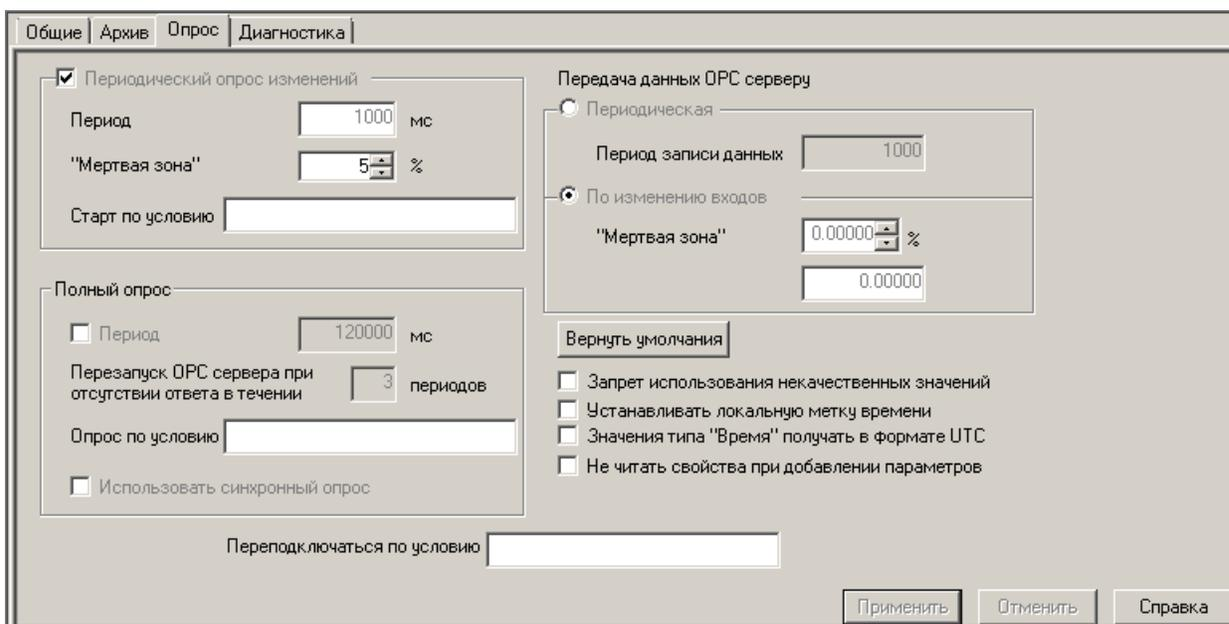 Общие Архив Опрос Диагностика
Периодический опрос изменений
Период 1000 мс
"Мертвая зона" 5 %
Старт по условию
Полный опрос
Период 120000 мс
Перезапуск OPC сервера при
отсутствии ответа в течении 3 периодов
Опрос по условию
Использовать синхронный опрос
Передача данных OPC серверу
Периодическая
Период записи данных 1000
По изменению входов
"Мертвая зона" 0.00000 %
0.00000
Вернуть умолчания
Запрет использования некачественных значений
Устанавливать локальную метку времени
Значения типа "Время" получать в формате UTC
Не читать свойства при добавлении параметров
Переподключаться по условию
Применить Отменить Справка